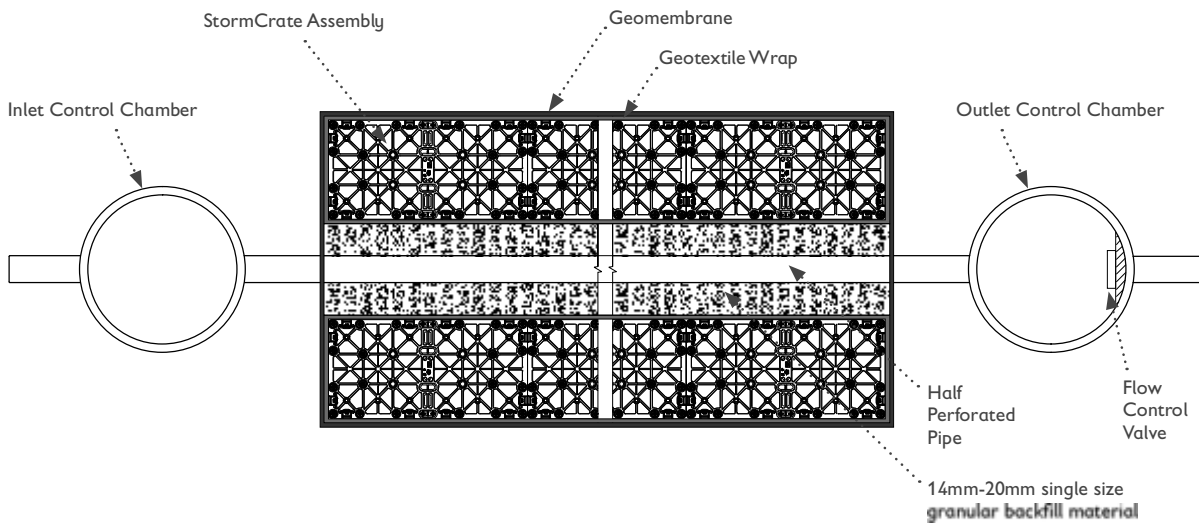 StormCrate Assembly
Geomembrane
Geotextile Wrap
Inlet Control Chamber
Outlet Control Chamber
Half
Perforated
Pipe
Flow
Control
Valve
14mm-20mm single size
granular backfill material